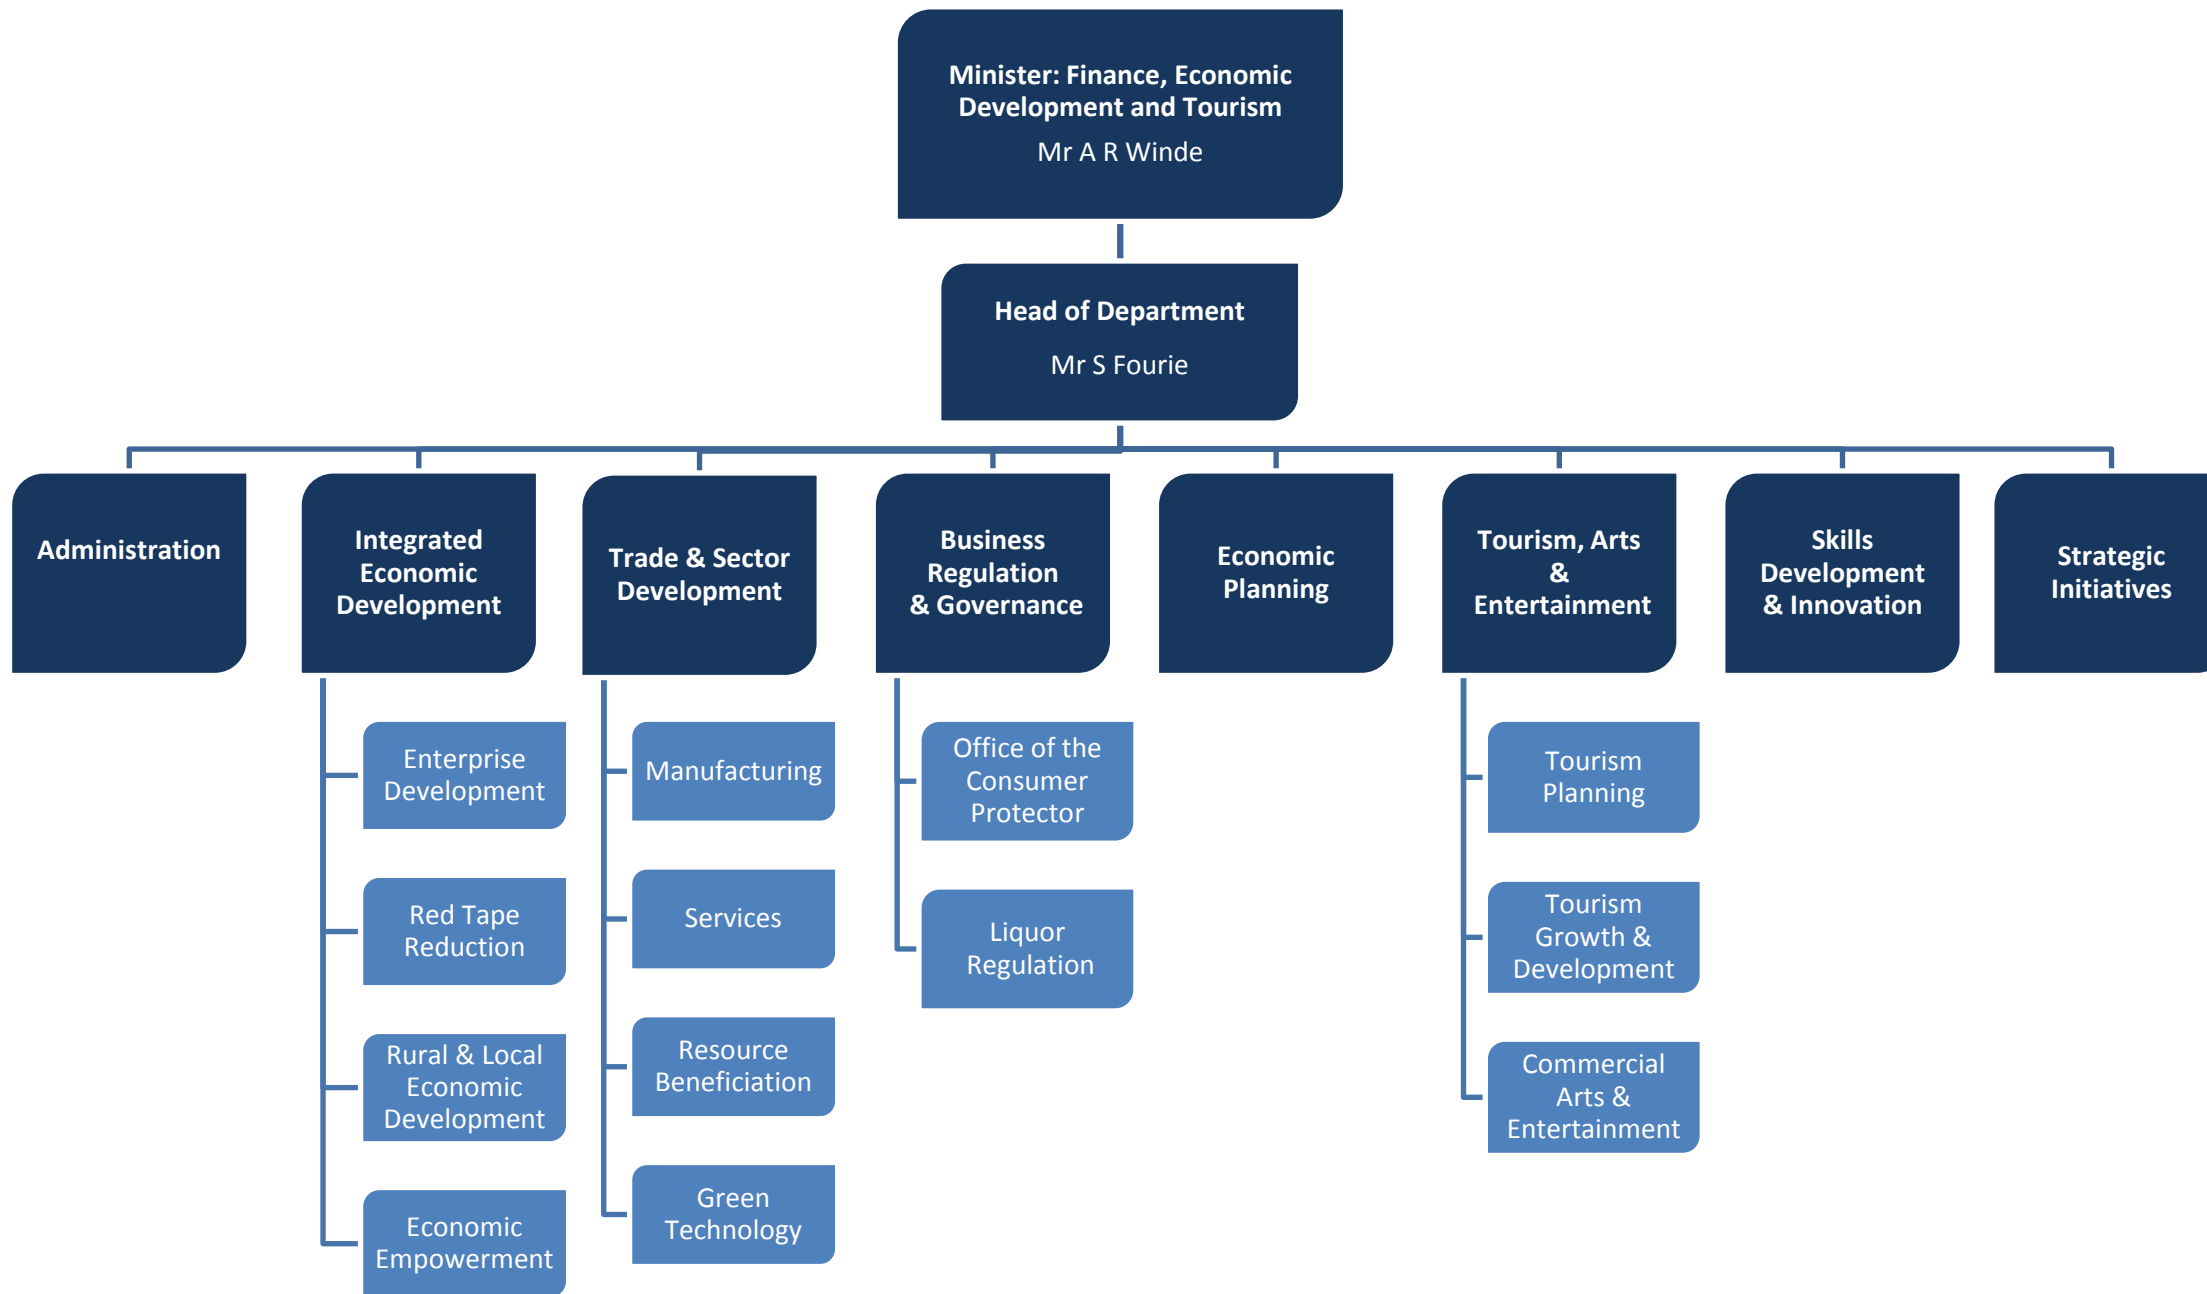 Minister: Finance, Economic
Development and Tourism
Mr A R Winde
Head of Department
Mr S Fourie
Administration
Integrated
Economic
Development
Trade & Sector
Development
Business
Regulation
& Governance
Economic
Planning
Tourism, Arts
&
Entertainment
Skills
Development
& Innovation
Strategic
Initiatives
Enterprise
Development
Red Tape
Reduction
Rural & Local
Economic
Development
Economic
Empowerment
Manufacturing
Services
Resource
Beneficiation
Green
Technology
Office of the
Consumer
Protector
Liquor
Regulation
Tourism
Planning
Tourism
Growth &
Development
Commercial
Arts &
Entertainment